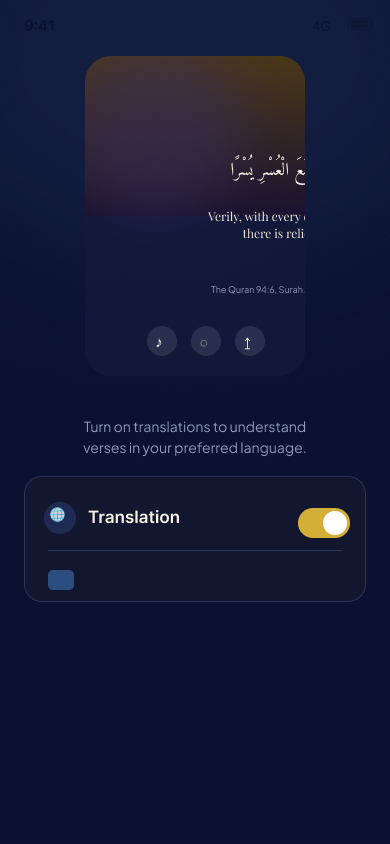 9:41
4G
عَ الْعُسْرِ يُسْرًا
Verily, with every
there is reli
The Quran 94:6, Surah
Turn on translations to understand
verses in your preferred language.
Translation